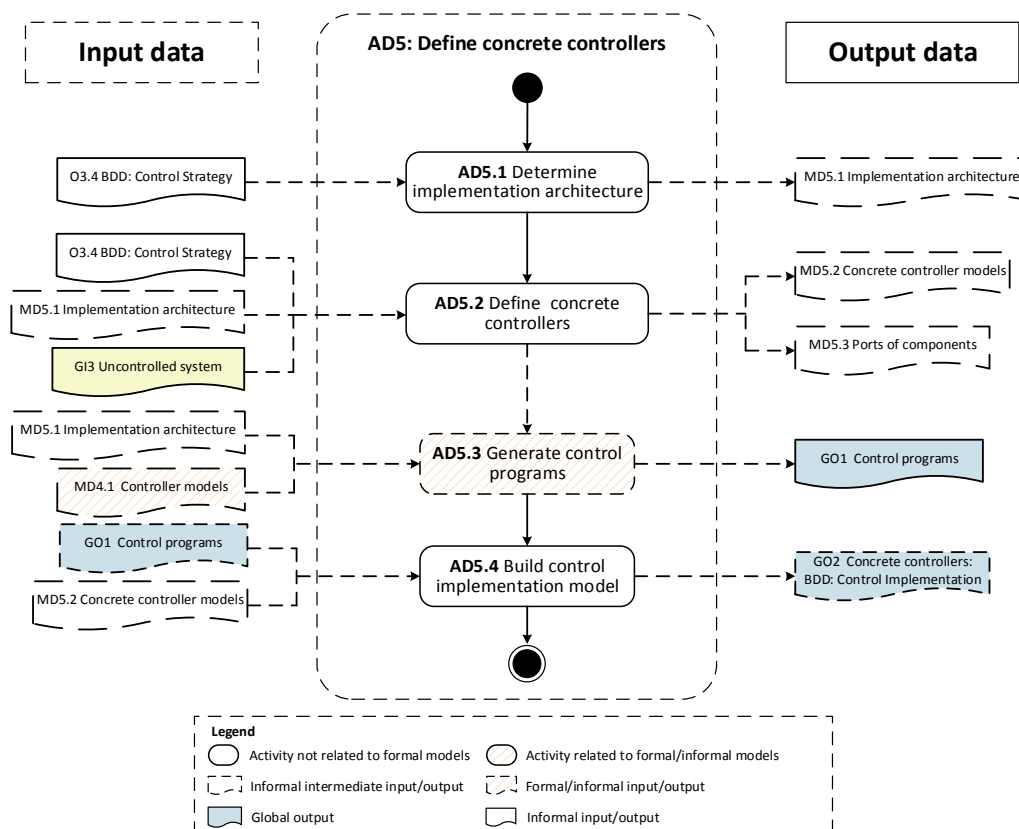 Input data
AD5: Define concrete controllers
Output data
O3.4 BDD: Control Strategy
AD5.1 Determine
implementation architecture
MD5.1 Implementation architecture
O3.4 BDD: Control Strategy
MD5.1 Implementation architecture
GI3 Uncontrolled system
AD5.2 Define concrete
controllers
MD5.2 Concrete controller models
MD5.3 Ports of components
MD5.1 Implementation architecture
MD4.1 Controller models
AD5.3 Generate control
programs
GO1 Control programs
GO1 Control programs
MD5.2 Concrete controller models
AD5.4 Build control
implementation model
GO2 Concrete controllers:
BDD: Control Implementation
Legend
Activity not related to formal models
Activity related to formal/informal models
Informal intermediate input/output
Formal/informal input/output
Global output
Informal input/output